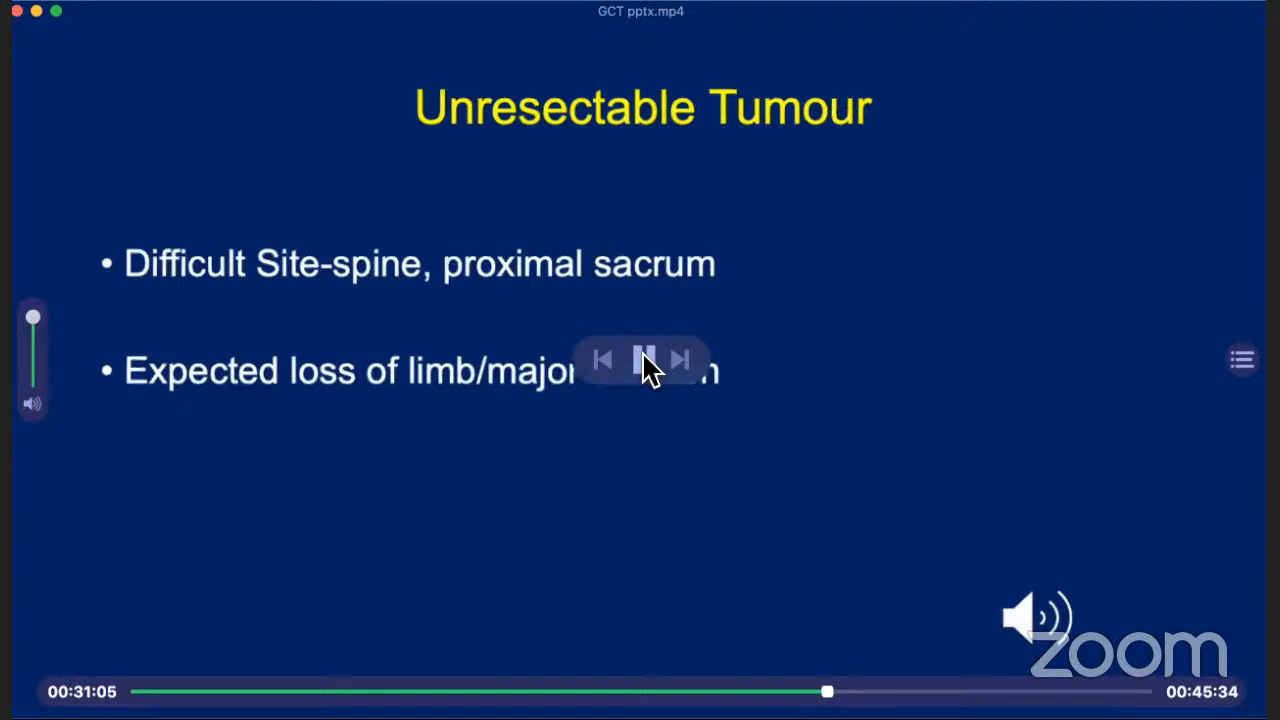 GCT pptx.mp4
Unresectable Tumour
• Difficult Site-spine, proximal sacrum
• Expected loss of limb/major
zoom
00:31:05
00:45:34